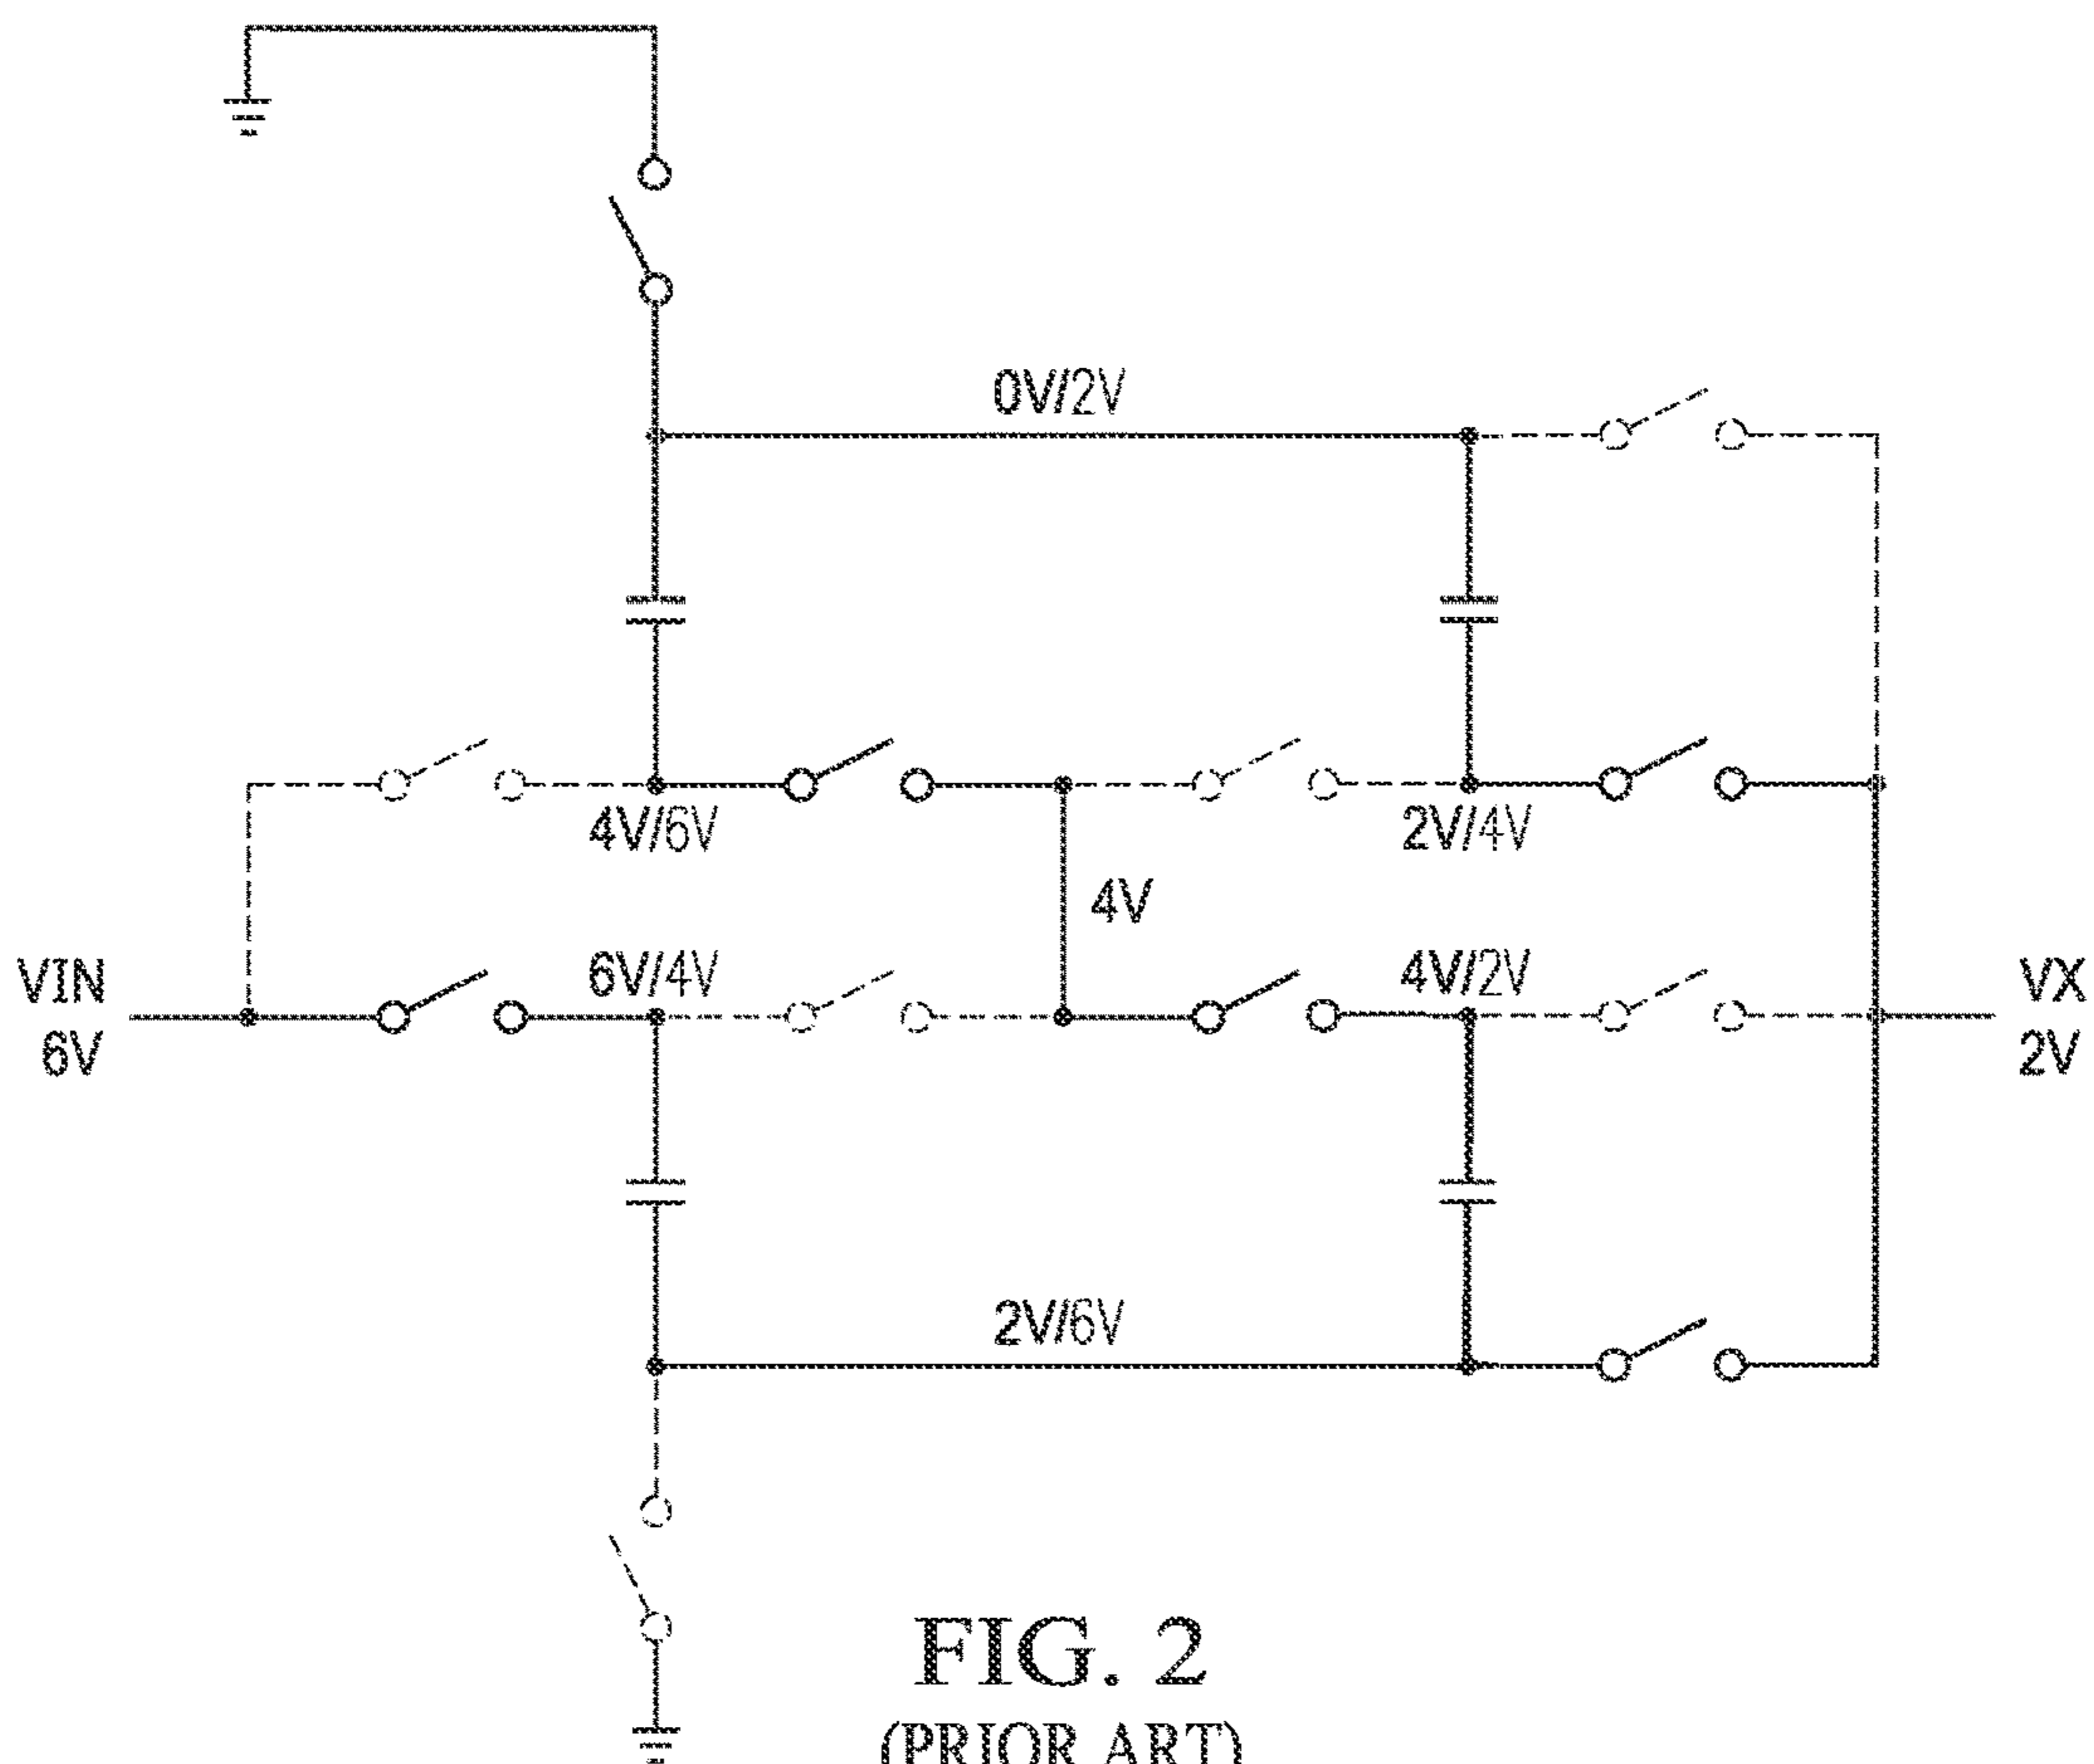 0V/2V
4V/6V
2V/4V
4V
VIN
6V
6V/4V
4V/2V
VX
2V
2V/6V
FIG. 2
(PRIOR ART)